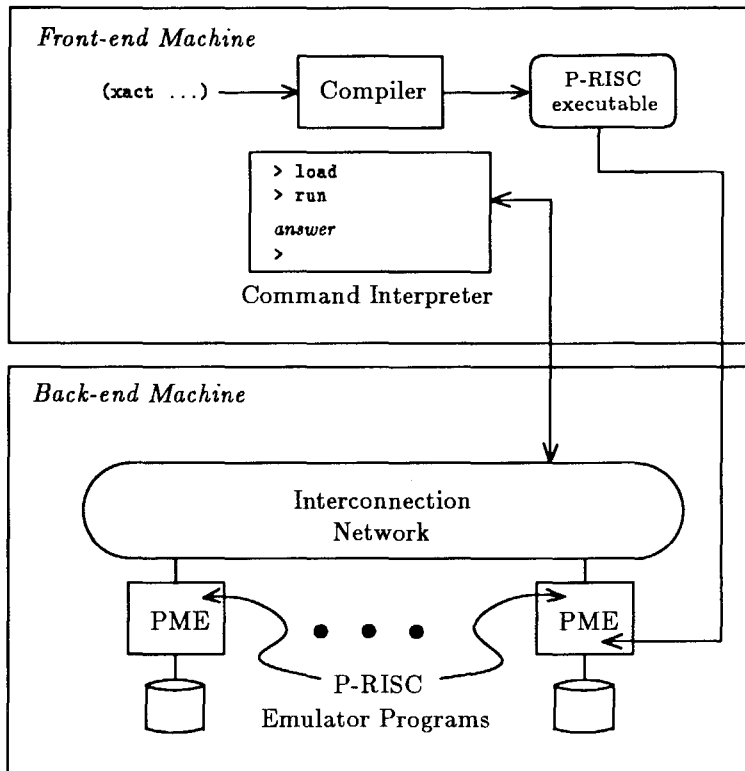 Front-end Machine
(xact ...)
Compiler
P-RISC
executable
> load
> run
answer
>
Command Interpreter
Back-end Machine
Interconnection
Network
PME
PME
P-RISC
Emulator Programs